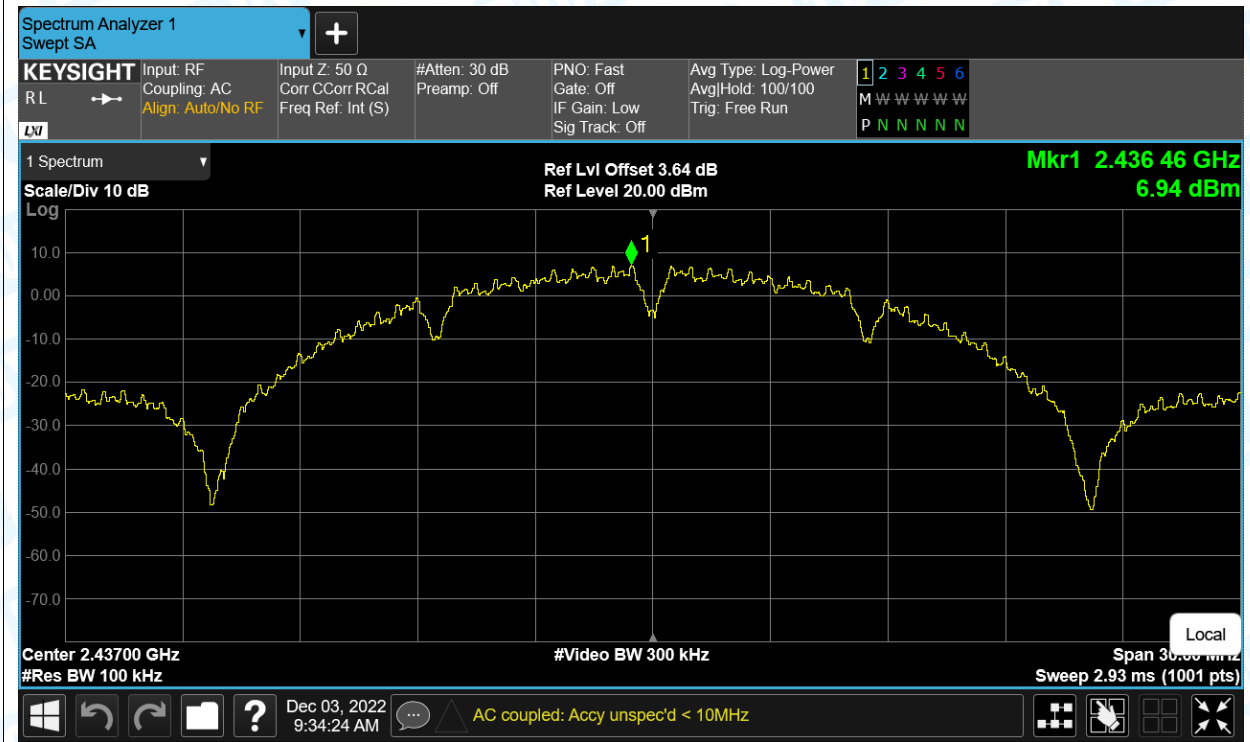 Spectrum Analyzer 1
Swept SA
KEYSIGHT
R L
LXI
Input: RF
Coupling: AC
Align: Auto/No RF
Input Z: 50 Ω
Corr CCorr RCal
Freq Ref: Int (S)
#Atten: 30 dB
Preamp: Off
PNO: Fast
Gate: Off
IF Gain: Low
Sig Track: Off
Avg Type: Log-Power
Avg|Hold: 100/100
Trig: Free Run
1 2 3 4 5 6
M W W W W W
P N N N N N
1 Spectrum
Scale/Div 10 dB
Log
Ref Lvl Offset 3.64 dB
Ref Level 20.00 dBm
Mkr1 2.436 46 GHz
6.94 dBm
1
10.0
0.00
-10.0
-20.0
-30.0
-40.0
-50.0
-60.0
-70.0
Local
Center 2.43700 GHz
#Video BW 300 kHz
Span 30.00 MHz
#Res BW 100 kHz
Sweep 2.93 ms (1001 pts)
?
Dec 03, 2022
9:34:24 AM
AC coupled: Accy unspec'd < 10MHz